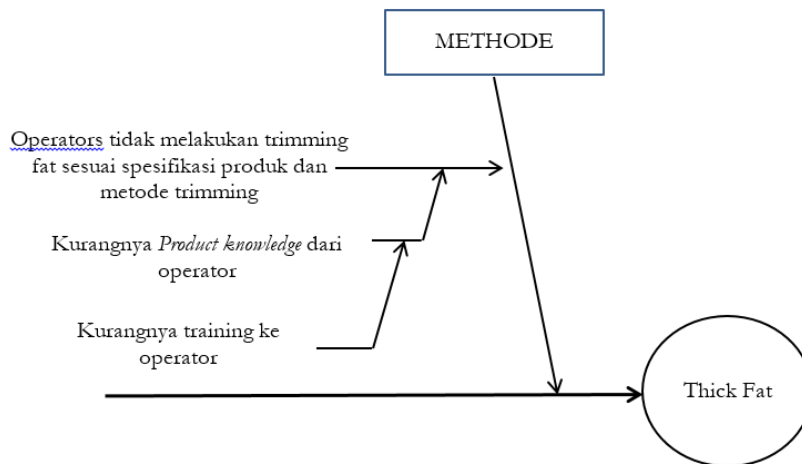 METHODE
Operators tidak melakukan trimming
fat sesuai spesifikasi produk dan
metode trimming
Kurangnya Product knowledge dari
operator
Kurangnya training ke
operator
Thick Fat